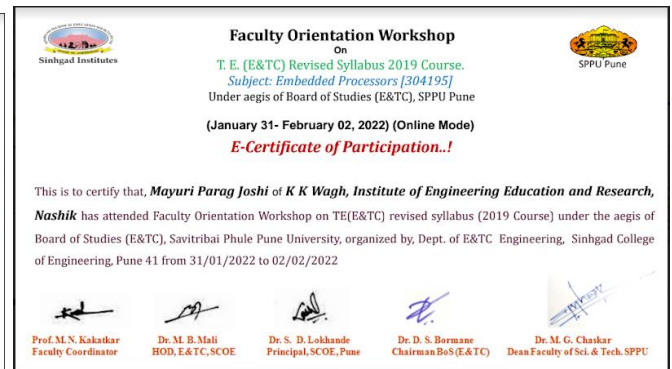 Faculty Orientation Workshop
On
T. E. (E&TC) Revised Syllabus 2019 Course.
Subject: Embedded Processors [304195]
Under aegis of Board of Studies (E&TC), SPPU Pune
Sinhgad Institutes
SPPU Pune
(January 31- February 02, 2022) (Online Mode)
E-Certificate of Participation..!
This is to certify that, Mayuri Parag Joshi of K K Wagh, Institute of Engineering Education and Research,
Nashik has attended Faculty Orientation Workshop on TE(E&TC) revised syllabus (2019 Course) under the aegis of
Board of Studies (E&TC), Savitribai Phule Pune University, organized by, Dept. of E&TC Engineering, Sinhgad College
of Engineering, Pune 41 from 31/01/2022 to 02/02/2022
Prof. M. N. Kakatkar
Faculty Coordinator
Dr. M. B. Mali
HOD, E&TC, SCOE
Dr. S. D. Lokhande
Principal, SCOE, Pune
Dr. D. S. Bormane
Chairman BoS (E&TC)
Dr. M. G. Chaskar
Dean Faculty of Sci. & Tech. SPPU